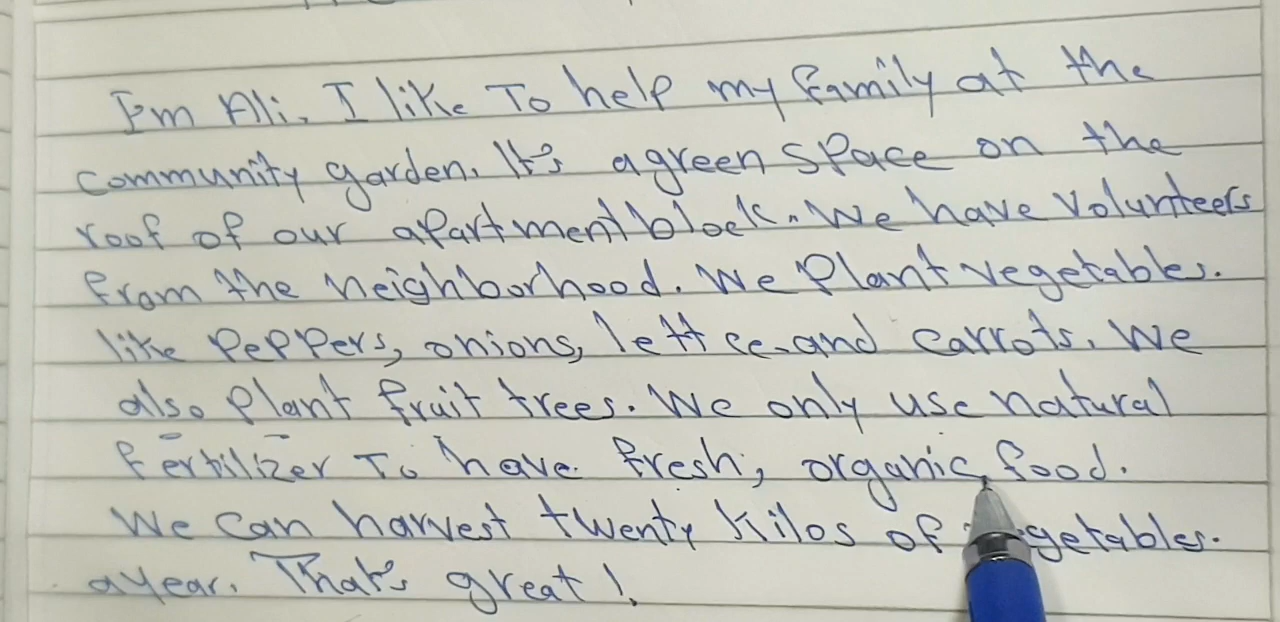 I'm Ali. I like To help my family at the
community garden. It's a green space on the
roof of our apartment block. We have volunteers
from the neighborhood. We plant vegetables.
like peppers, onions, lettce and carrots. We
also plant fruit trees. We only use natural
fertilizer To have fresh, organic food.
We can harvest twenty kilos of getables.
a year. That's great!